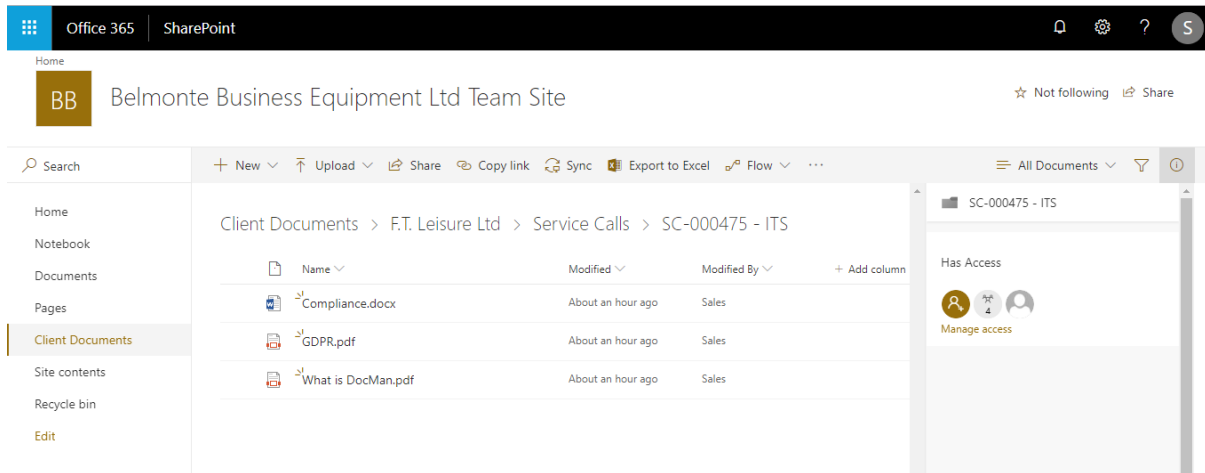 Office 365 SharePoint ? S
Home
BB Belmonte Business Equipment Ltd Team Site
Not following Share
Search
New Upload Share Copy link Sync Export to Excel Flow ··· All Documents
Home
Notebook
Documents
Pages
Client Documents
Site contents
Recycle bin
Edit
Client Documents > F.T. Leisure Ltd > Service Calls > SC-000475 - ITS
Name Modified Modified By + Add column
Compliance.docx About an hour ago Sales
GDPR.pdf About an hour ago Sales
What is DocMan.pdf About an hour ago Sales
SC-000475 - ITS
Has Access
4
Manage access